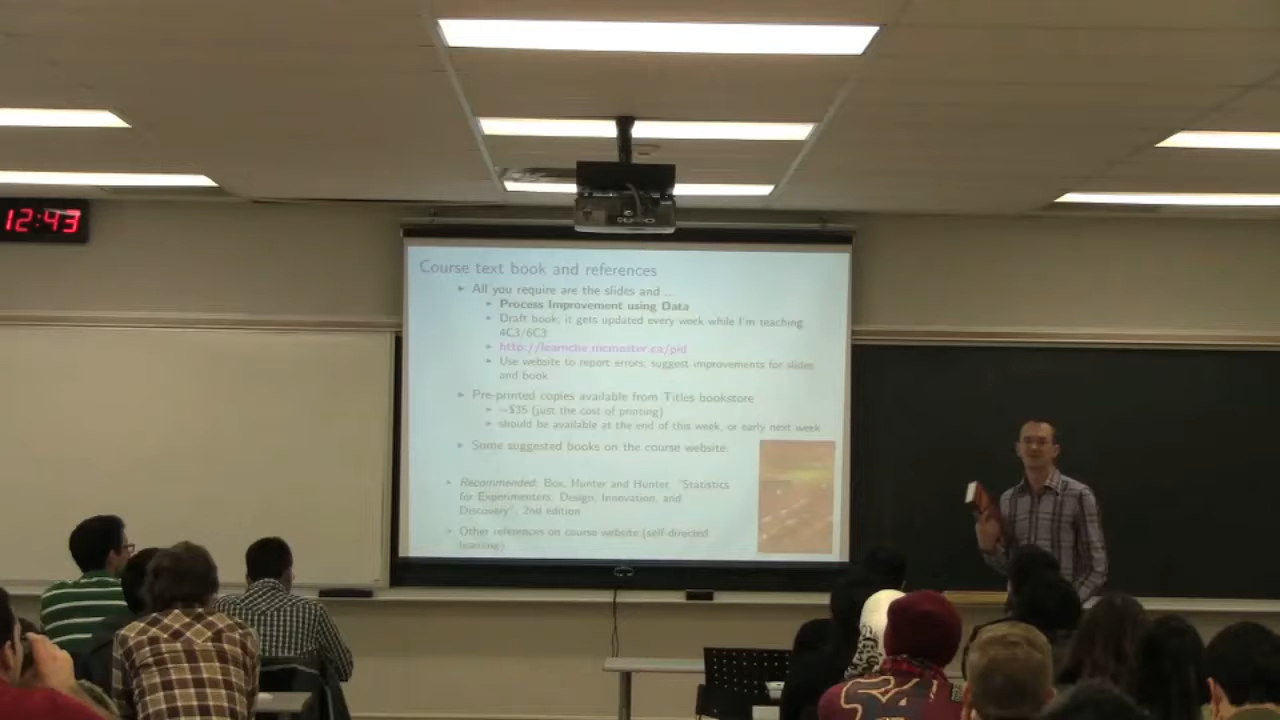 12:43
Course text book and references
All you require are the slides and ...
Process Improvement using Data
Draft book; it gets updated every week while I'm teaching
4C3/6C3
http://learnche.mcmaster.ca/pid
Use website to report errors, suggest improvements for slides
and book
Pre-printed copies available from Titles bookstore
~$35 (just the cost of printing)
should be available at the end of this week, or early next week
Some suggested books on the course website.
Recommended: Box, Hunter and Hunter, "Statistics
for Experimenters: Design, Innovation, and
Discovery", 2nd edition
Other references on course website (self-directed
learning)
54